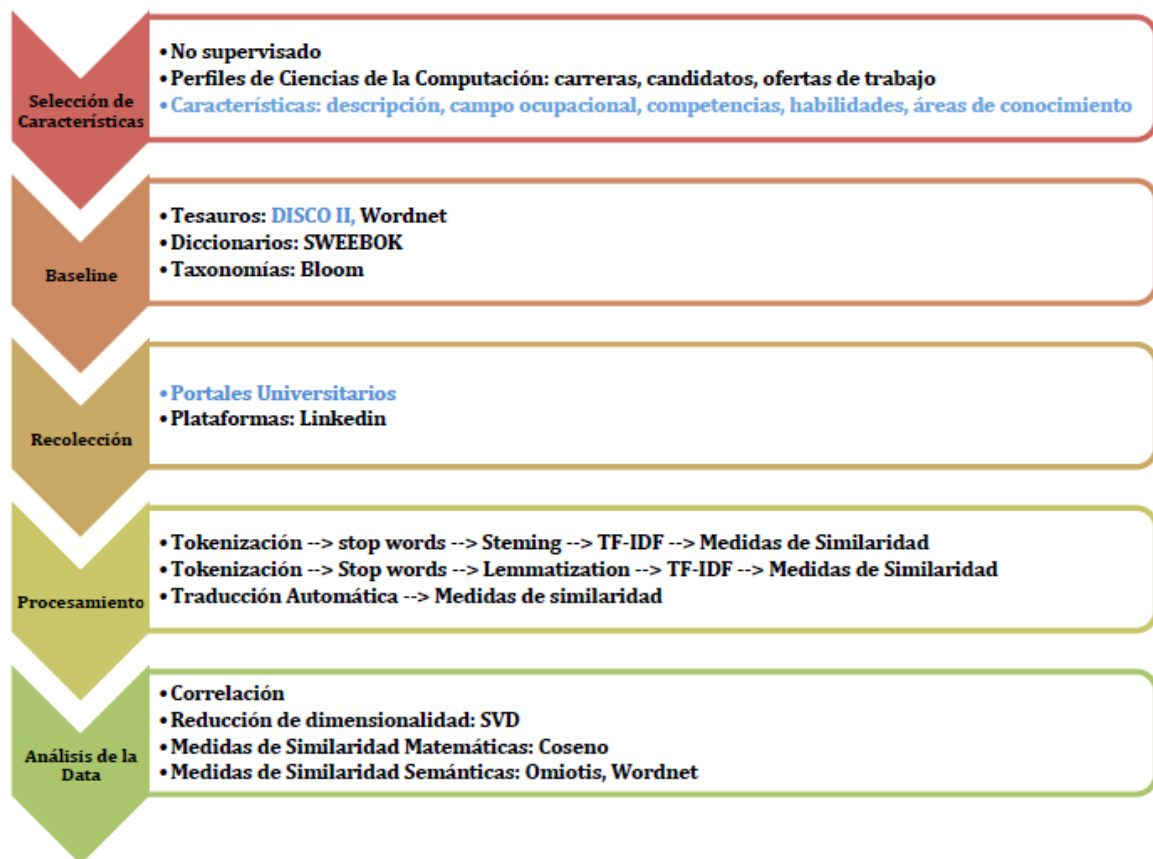 Selección de
Características
• No supervisado
• Perfiles de Ciencias de la Computación: carreras, candidatos, ofertas de trabajo
• Características: descripción, campo ocupacional, competencias, habilidades, áreas de conocimiento
Baseline
• Tesauros: DISCO II, Wordnet
• Diccionarios: SWEEBOK
• Taxonomías: Bloom
Recolección
• Portales Universitarios
• Plataformas: Linkedin
Procesamiento
• Tokenización --> stop words --> Steming --> TF-IDF --> Medidas de Similaridad
• Tokenización --> Stop words --> Lemmatization --> TF-IDF --> Medidas de Similaridad
• Traducción Automática --> Medidas de similaridad
Análisis de la
Data
• Correlación
• Reducción de dimensionalidad: SVD
• Medidas de Similaridad Matemáticas: Coseno
• Medidas de Similaridad Semánticas: Omiotis, Wordnet